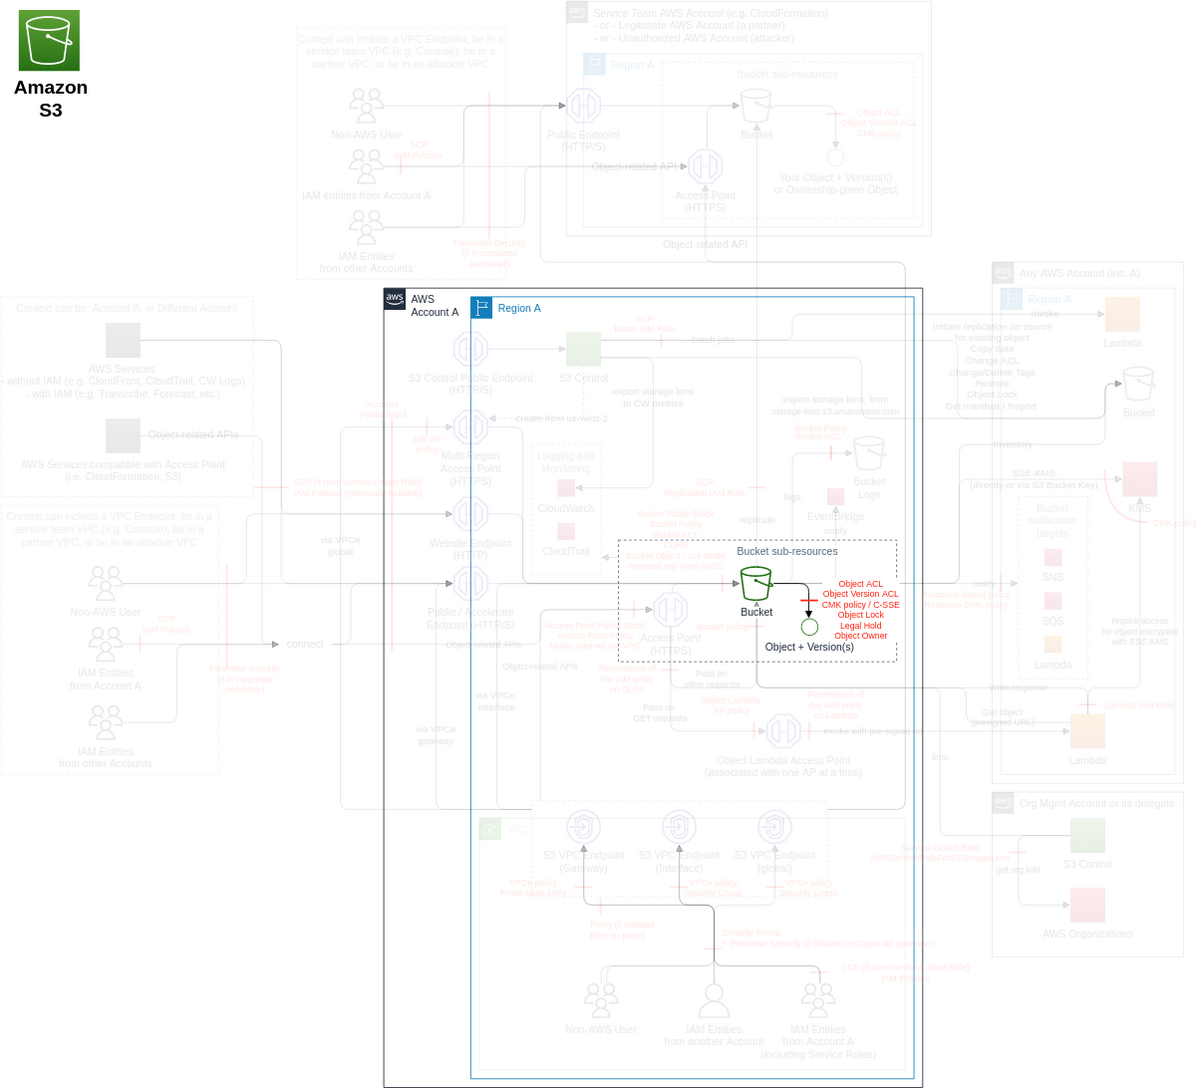 Amazon
S3
Service Team AWS Account (e.g. CloudFormation)
- or - Legitimate AWS Account (a partner)
- or - Unauthorized AWS Account (attacker)
Context can include a VPC Endpoint, be in a
service team VPC (e.g. Console), be in a
partner VPC, or be in an attacker VPC
Region A
Bucket sub-resources
Non-AWS User
Public Endpoint
(HTTP/S)
Bucket
Object ACL
Object Version ACL
CMK policy
SCP
IAM Policies
Object-related API
IAM entities from Account A
Access Point
(HTTPS)
Your Object + Version(s)
or Ownership-given Object
IAM Entities
from other Accounts
Perimeter Security
(if in corporate
perimeter)
Object-related API
AWS
Account A
Region A
Any AWS Account (inc. A)
Region A
Context can be: Account A, or Different Account
AWS Services
- without IAM (e.g. CloudFront, CloudTrail, CW Logs)
- with IAM (e.g. Transcribe, Forecast, etc.)
Object-related APIs
AWS Services compatible with Access Point
(i.e. CloudFormation, S3)
SCP (if non-Service-Linked Role)
IAM Policies (potentially mutable)
S3 Control Public Endpoint
(HTTP/S)
S3 Control
SCP
Batch IAM Role
batch jobs
invoke
Lambda
Initiate replication on source
for existing object
Copy data
Change ACL
Change/Delete Tags
Restore
Object Lock
Get manifest / Report
Bucket
export storage lens
to CW metrics
export storage lens, from
storage-lens.s3.amazonaws.com
Account
Public Block
MR AP
policy
create from us-west-2
Multi-Region
Access Point
(HTTPS)
Logging and
Monitoring
CloudWatch
CloudTrail
Bucket Policy
Bucket ACL
Bucket
Logs
logs
inventory
SCP
Replication IAM Role
replicate
Eventbridge
notify
SSE-KMS
(directly or via S3 Bucket Key)
KMS
CMK policy
Bucket
notification
targets
SNS
SQS
Lambda
Website Endpoint
(HTTP)
Bucket Public Block
Bucket Policy
Bucket ACL
Bucket Object Lock Mode
Request pay (non-AWS)
Context can include a VPC Endpoint, be in a
service team VPC (e.g. Console), be in a
partner VPC, or be in an attacker VPC
via VPCe
global
Non-AWS User
SCP
IAM Policies
IAM Entities
from Account A
connect
Perimeter Security
(if in corporate
perimeter)
IAM Entities
from other Accounts
Public / Accelerate
Endpoint (HTTP/S)
Object-related APIs
Object-related APIs
Access Point Public Block
Access Point Policy
Access Point
(HTTPS)
Bucket policy
Bucket sub-resources
Bucket
Object ACL
Object Version ACL
CMK policy / C-SSE
Object Lock
Legal Hold
Object Owner
Object + Version(s)
notify
Resource-based policy
Resource CMK policy
require access
for object encrypted
with SSE-KMS
Permissions of
the IAM entity
on OLAP
Pass on
other requests
Pass on
GET requests
Object Lambda
AP policy
Permissions of
the IAM entity
on Lambda
invoke with pre-signed url
Object Lambda Access Point
(associated with one AP at a time)
Write response
Get object
(presigned URL)
Lambda IAM Role
Lambda
via VPCe
interface
via VPCe
gateway
lens
Org Mgmt Account or its delegate
S3 Control
Service-Linked Role
get org info
AWS Organizations
VPC
S3 VPC Endpoint
(Gateway)
S3 VPC Endpoint
(Interface)
S3 VPC Endpoint
(global)
VPCe policy
Route table entry
VPCe policy
Security Group
VPCe policy
Security Group
Proxy (if initiated
from on-prem)
Security Group
+ Perimeter Security (if initiated in Corporate perimeter)
SCP (if non-Service-Linked Role)
IAM Policies
Non-AWS User
IAM Entities
from another Account
IAM Entities
from Account A
(including Service Roles)